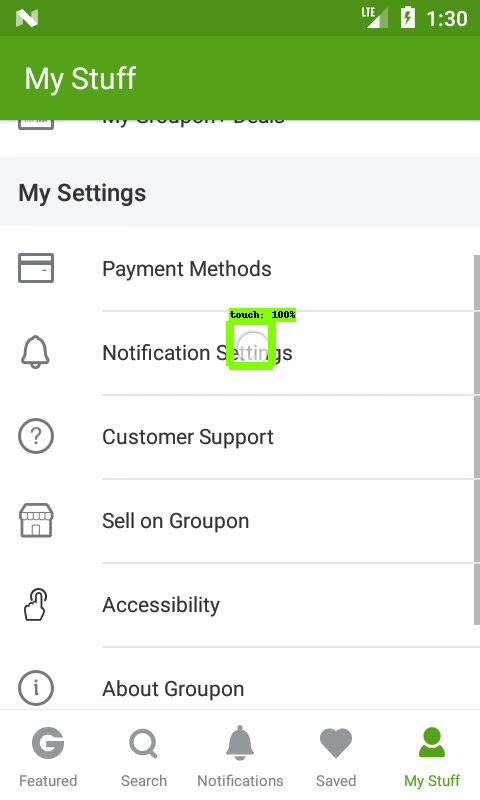 LTE 1:30
My Stuff
My Groupon+ Deals
My Settings
Payment Methods
touch: 100%
Notification Settings
Customer Support
Sell on Groupon
Accessibility
About Groupon
Featured Search Notifications Saved My Stuff